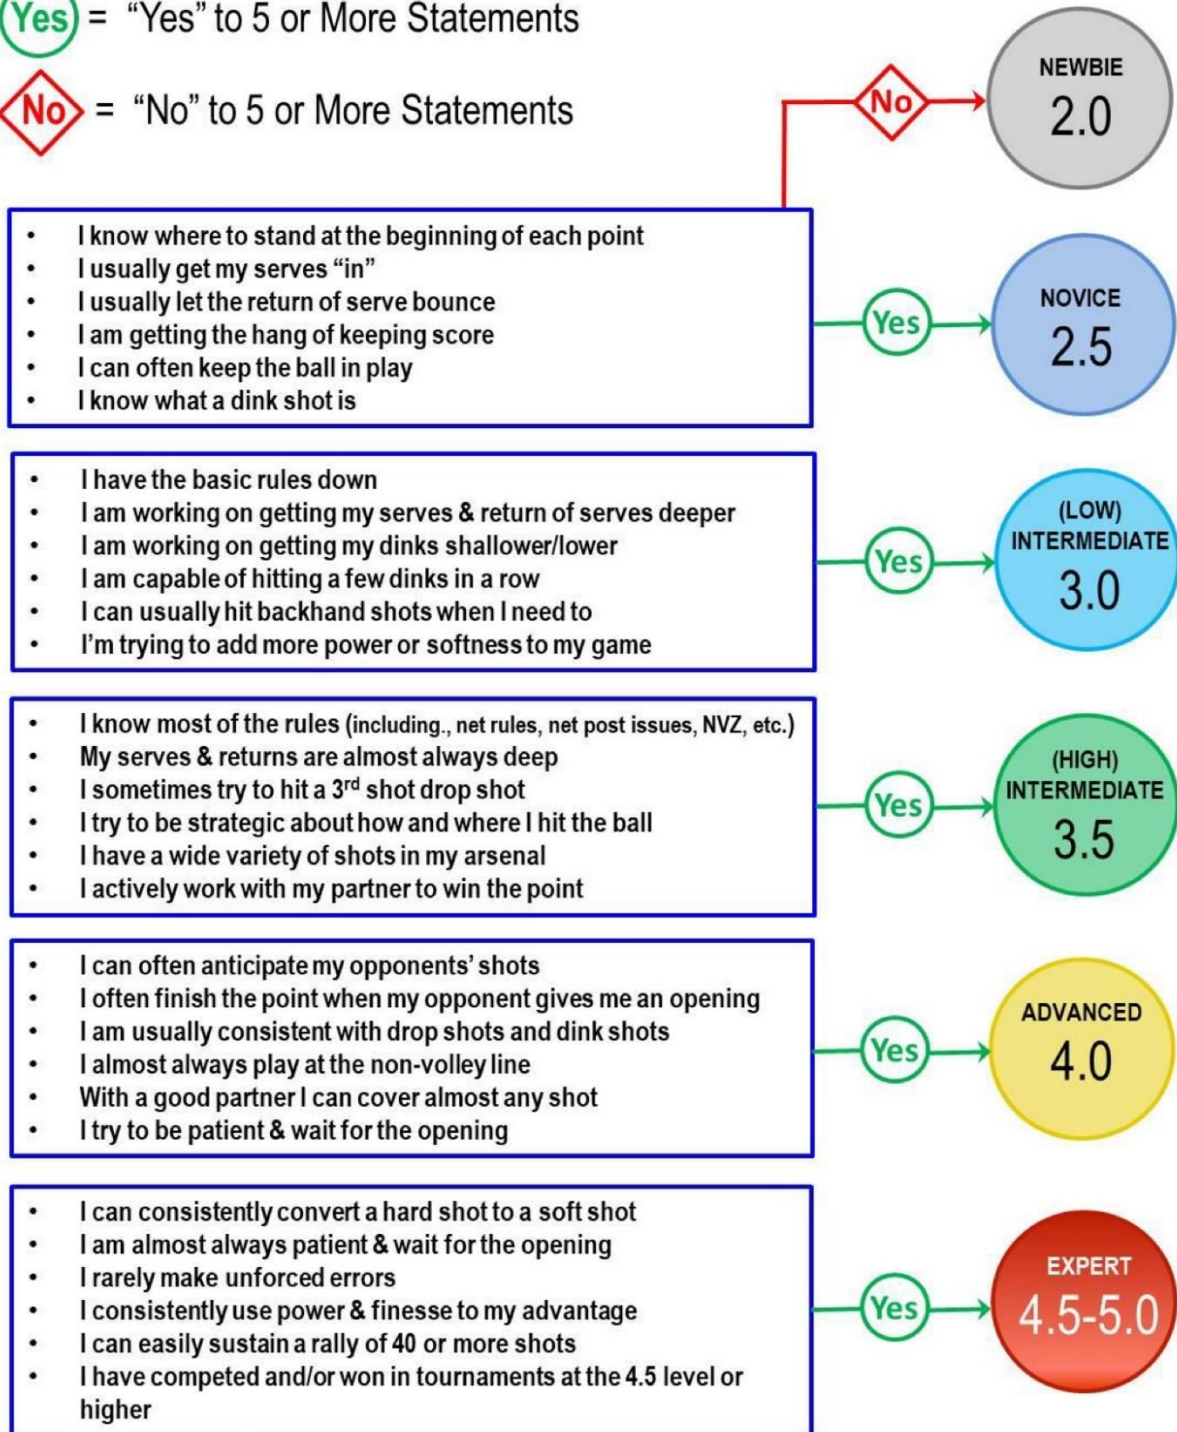 Yes = “Yes” to 5 or More Statements
No = “No” to 5 or More Statements
No
NEWBIE
2.0
• I know where to stand at the beginning of each point
• I usually get my serves “in”
• I usually let the return of serve bounce
• I am getting the hang of keeping score
• I can often keep the ball in play
• I know what a dink shot is
Yes
NOVICE
2.5
• I have the basic rules down
• I am working on getting my serves & return of serves deeper
• I am working on getting my dinks shallower/lower
• I am capable of hitting a few dinks in a row
• I can usually hit backhand shots when I need to
• I’m trying to add more power or softness to my game
Yes
(LOW)
INTERMEDIATE
3.0
• I know most of the rules (including., net rules, net post issues, NVZ, etc.)
• My serves & returns are almost always deep
• I sometimes try to hit a 3rd shot drop shot
• I try to be strategic about how and where I hit the ball
• I have a wide variety of shots in my arsenal
• I actively work with my partner to win the point
Yes
(HIGH)
INTERMEDIATE
3.5
• I can often anticipate my opponents’ shots
• I often finish the point when my opponent gives me an opening
• I am usually consistent with drop shots and dink shots
• I almost always play at the non-volley line
• With a good partner I can cover almost any shot
• I try to be patient & wait for the opening
Yes
ADVANCED
4.0
• I can consistently convert a hard shot to a soft shot
• I am almost always patient & wait for the opening
• I rarely make unforced errors
• I consistently use power & finesse to my advantage
• I can easily sustain a rally of 40 or more shots
• I have competed and/or won in tournaments at the 4.5 level or
higher
Yes
EXPERT
4.5-5.0